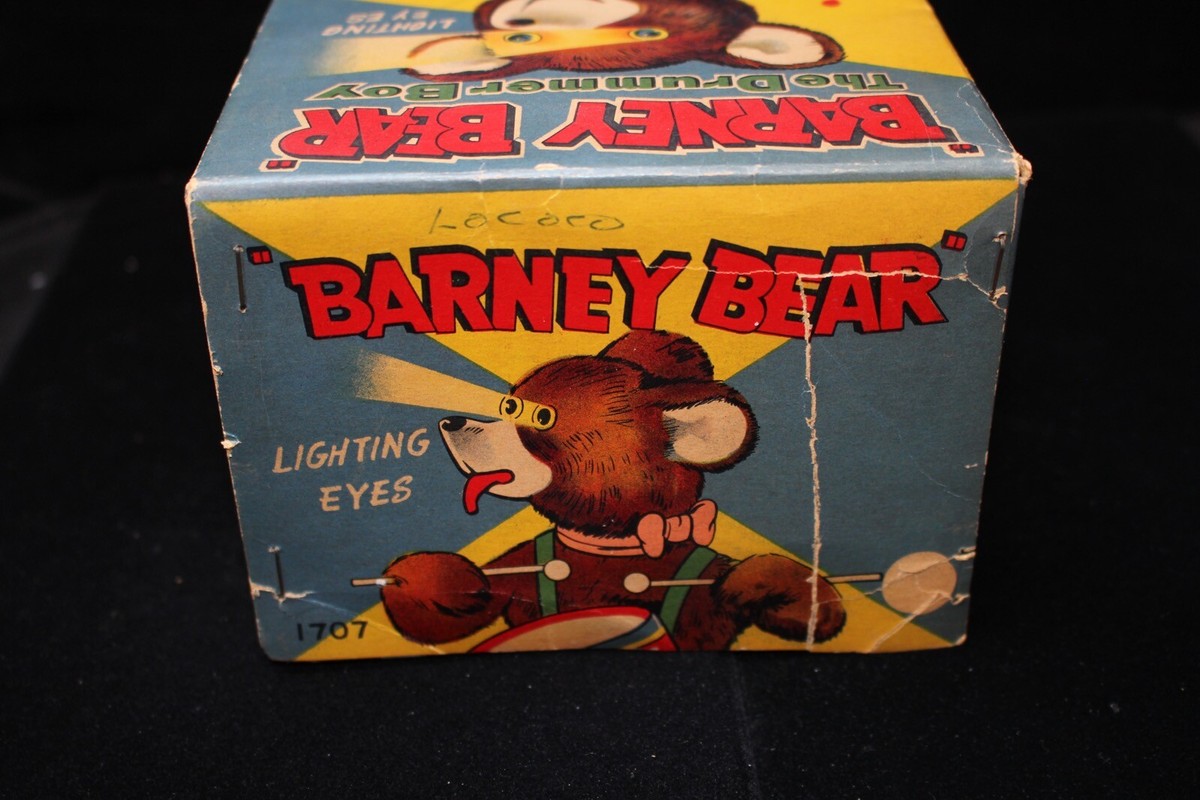 LIGHTING
EYES
The Drummer Boy
"BARNEY BEAR"
LoCoco
"BARNEY BEAR"
LIGHTING
EYES
1707